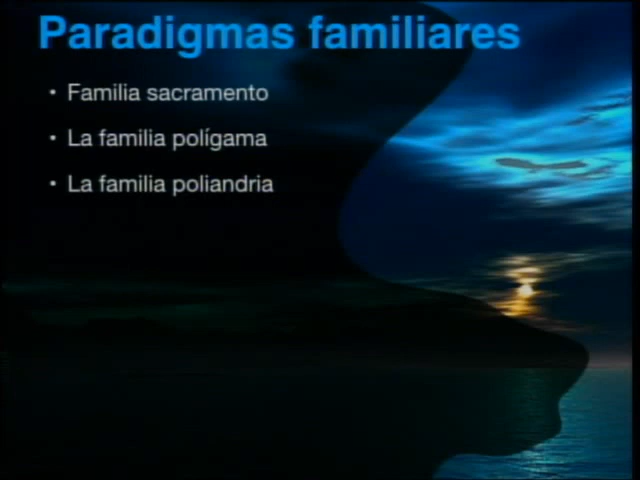 Paradigmas familiares
• Familia sacramento
• La familia polígama
• La familia poliandria